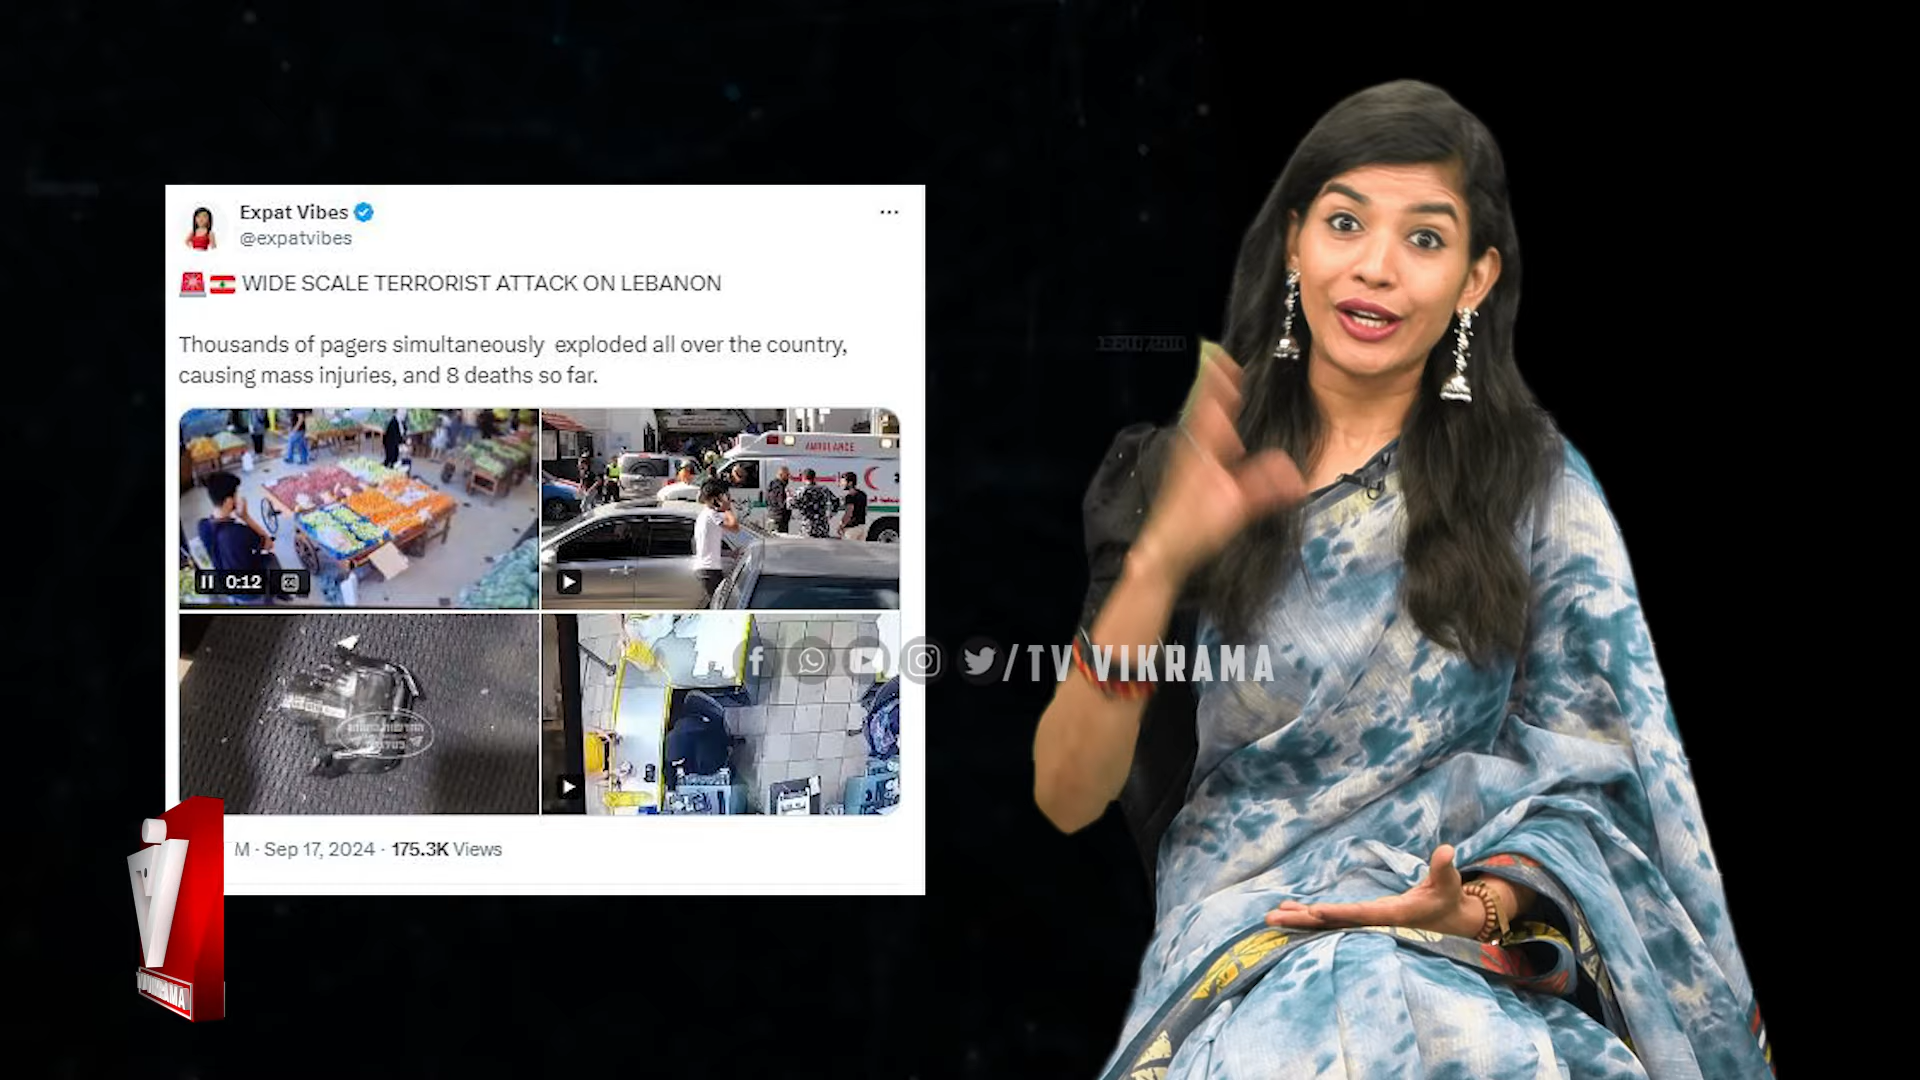 Expat Vibes
@expatvibes
WIDE SCALE TERRORIST ATTACK ON LEBANON
Thousands of pagers simultaneously exploded all over the country,
causing mass injuries, and 8 deaths so far.
0:12
AMBULANCE
/TV VIKRAMA
M · Sep 17, 2024 · 175.3K Views